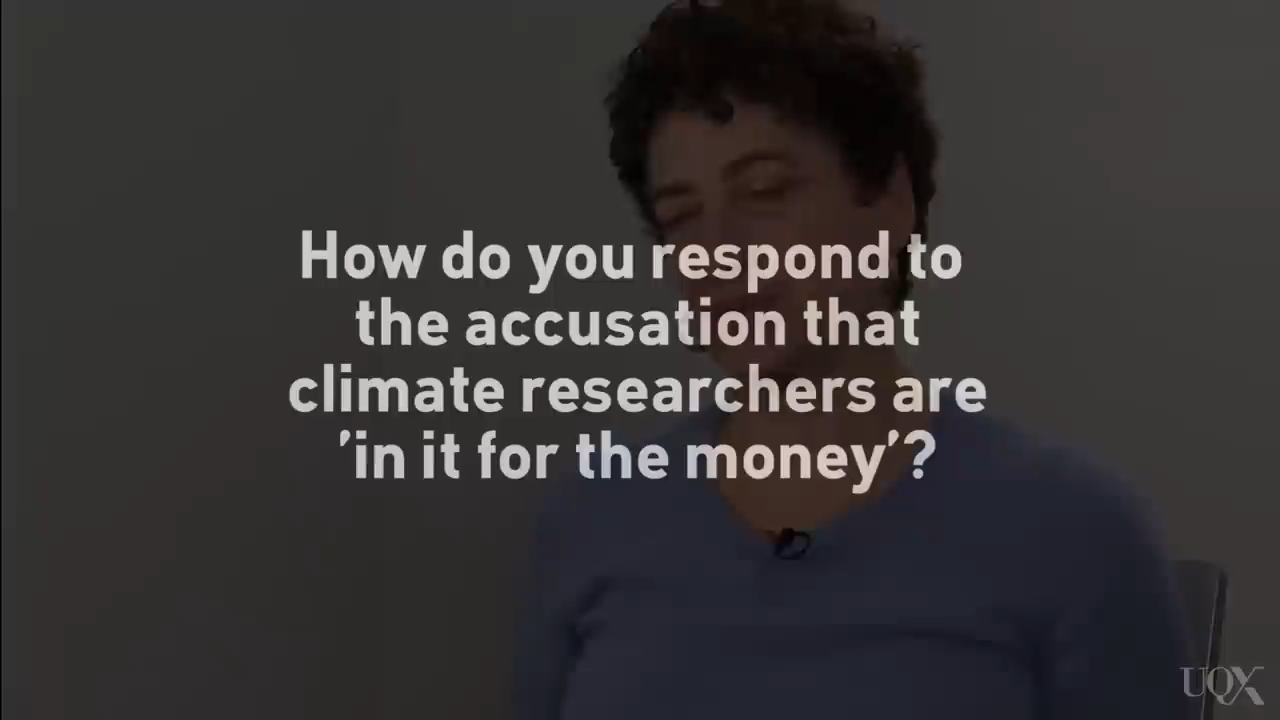 How do you respond to
the accusation that
climate researchers are
'in it for the money'?
UQX